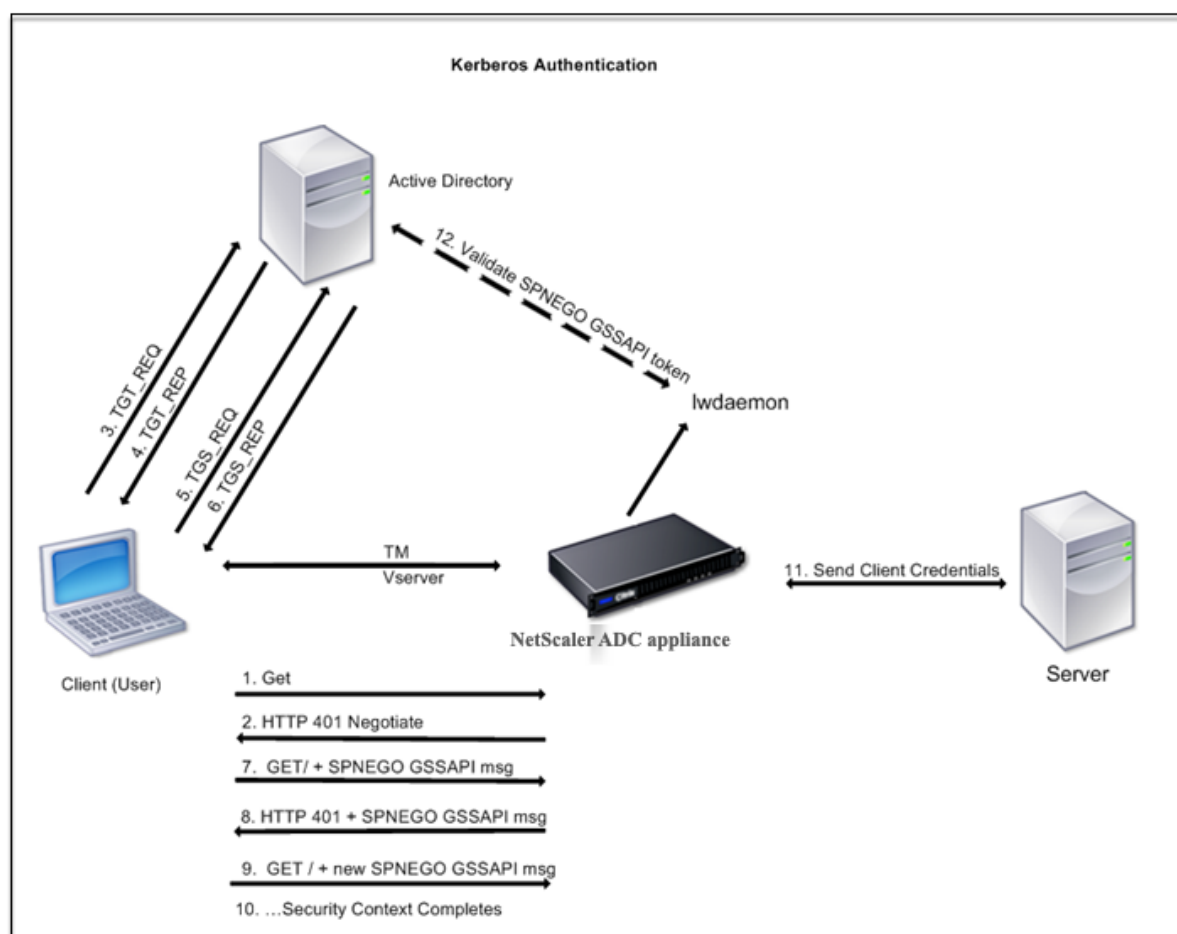 Kerberos Authentication
Active Directory
12. Validate SPNEGO GSSAPI token
lwdaemon
3. TGT_REQ
4. TGT_REP
5. TGS_REQ
6. TGS_REP
TM
Vserver
11. Send Client Credentials
Citrix
NetScaler ADC appliance
Client (User)
Server
1. Get
2. HTTP 401 Negotiate
7. GET/ + SPNEGO GSSAPI msg
8. HTTP 401 + SPNEGO GSSAPI msg
9. GET / + new SPNEGO GSSAPI msg
10. ...Security Context Completes